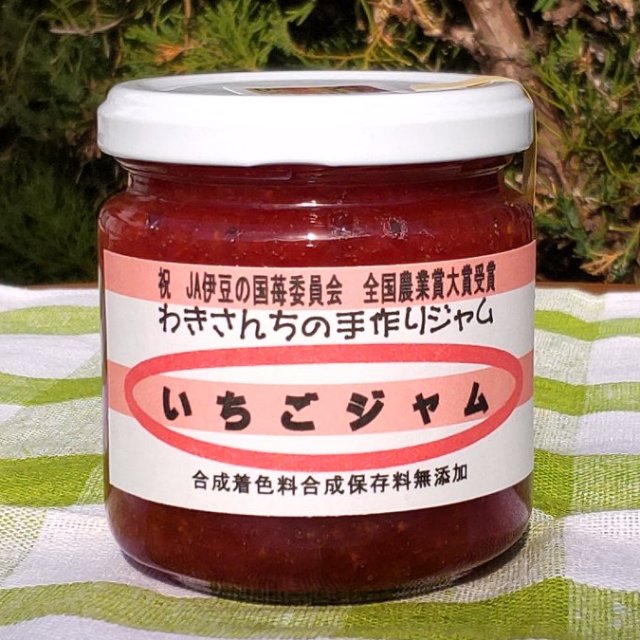 祝 JA伊豆の国苺委員会 全国農業賞大賞受賞
わきさんちの手作りジャム
いちごジャム
合成着色料合成保存料無添加